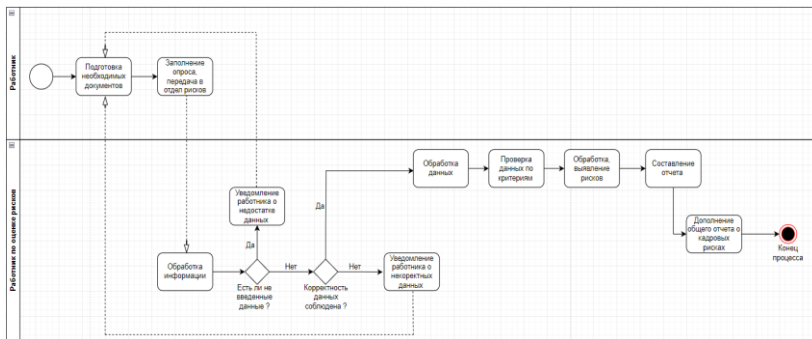 Работник
Подготовка
необходимых
документов
Заполнение
опроса,
передача в
отдел рисков
Работник по оценке рисков
Обработка
информации
Уведомление
работника о
недостатке
данных
Да
Есть ли не
введенные
данные ?
Нет
Да
Корректность
данных
соблюдена ?
Нет
Уведомление
работника о
некоректных
данных
Обработка
данных
Проверка
данных по
критериям
Обработка,
выявление
рисков
Составление
отчета
Дополнение
общего отчета о
кадровых
рисках
Конец
процесса